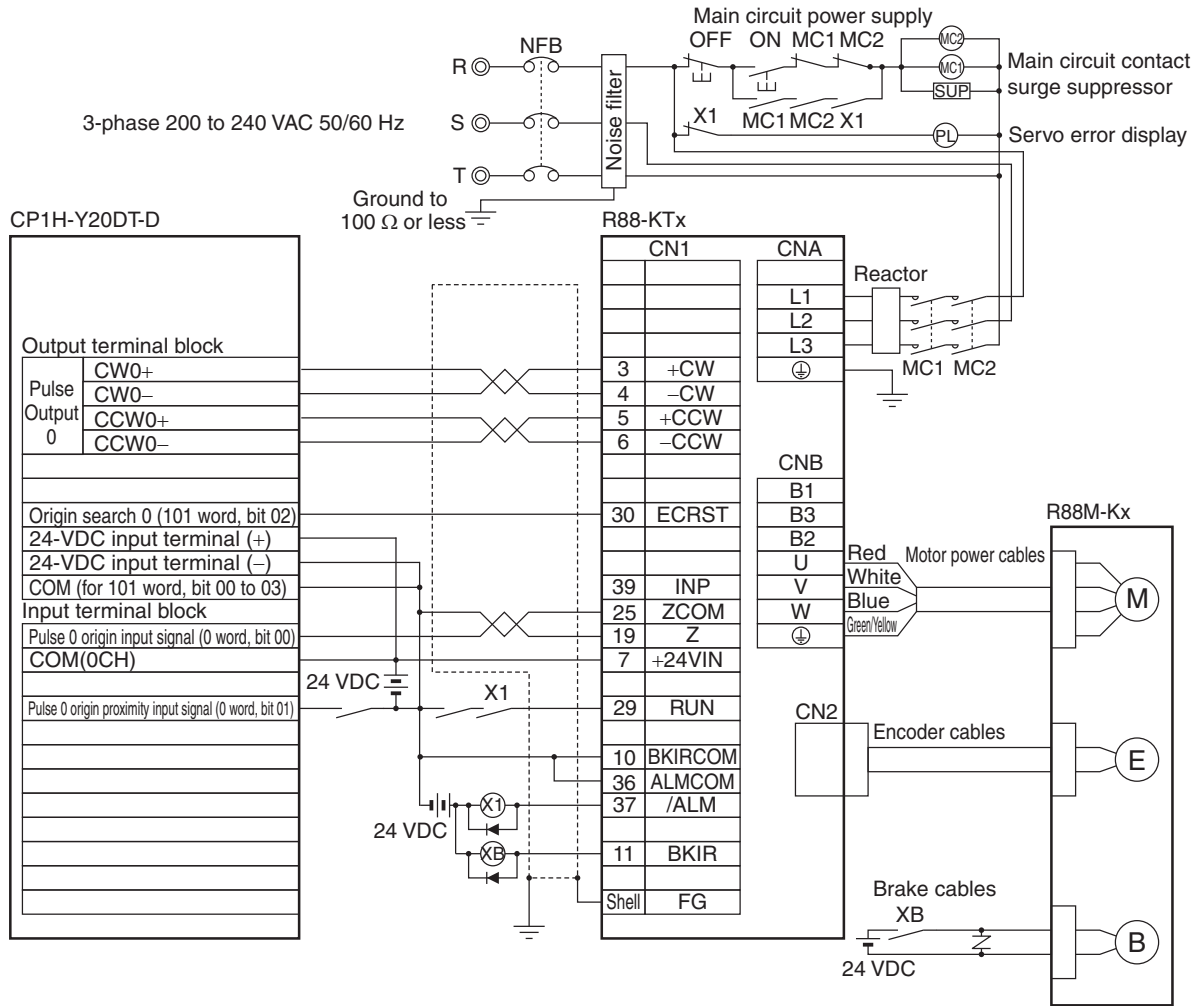 Main circuit power supply
OFF ON MC1 MC2
MC2
NFB
R
MC1
Main circuit contact
surge suppressor
SUP
Noise filter
3-phase 200 to 240 VAC 50/60 Hz
S
X1
MC1 MC2 X1
PL
Servo error display
T
Ground to
100 Ω or less
CP1H-Y20DT-D
R88-KTx
CN1
CNA
Reactor
L1
L2
L3
MC1 MC2
Output terminal block
Pulse
Output
0
CW0+
CW0−
CCW0+
CCW0−
3 +CW
4 −CW
5 +CCW
6 −CCW
CNB
B1
B3
B2
U
V
W
Origin search 0 (101 word, bit 02)
30 ECRST
24-VDC input terminal (+)
24-VDC input terminal (−)
COM (for 101 word, bit 00 to 03)
39 INP
Input terminal block
25 ZCOM
Pulse 0 origin input signal (0 word, bit 00)
19 Z
COM(0CH)
7 +24VIN
24 VDC
X1
Pulse 0 origin proximity input signal (0 word, bit 01)
29 RUN
10 BKIRCOM
36 ALMCOM
37 /ALM
X1
24 VDC
XB
11 BKIR
Shell FG
Red
White
Blue
Green/Yellow
Motor power cables
R88M-Kx
M
CN2
Encoder cables
E
Brake cables
XB
24 VDC
B